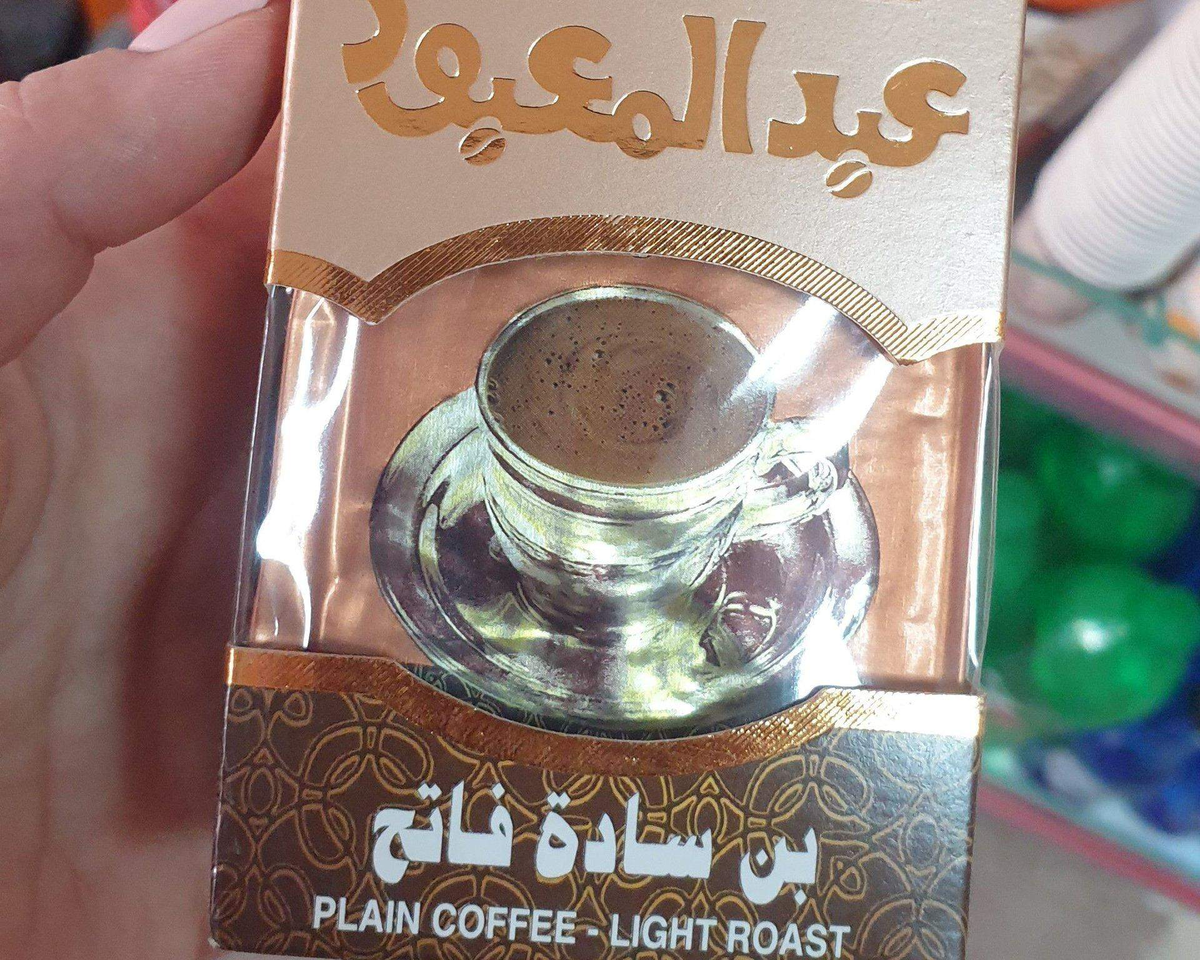 عبد المعبود
بن سادة فاتح
PLAIN COFFEE - LIGHT ROAST